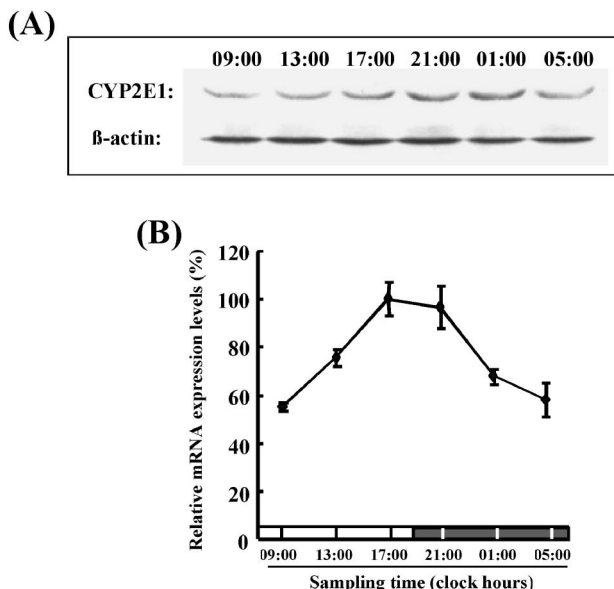 (A)
09:00 13:00 17:00 21:00 01:00 05:00
CYP2E1:
ß-actin:
(B)
Relative mRNA expression levels (%)
120
100
80
60
40
20
0
09:00 13:00 17:00 21:00 01:00 05:00
Sampling time (clock hours)